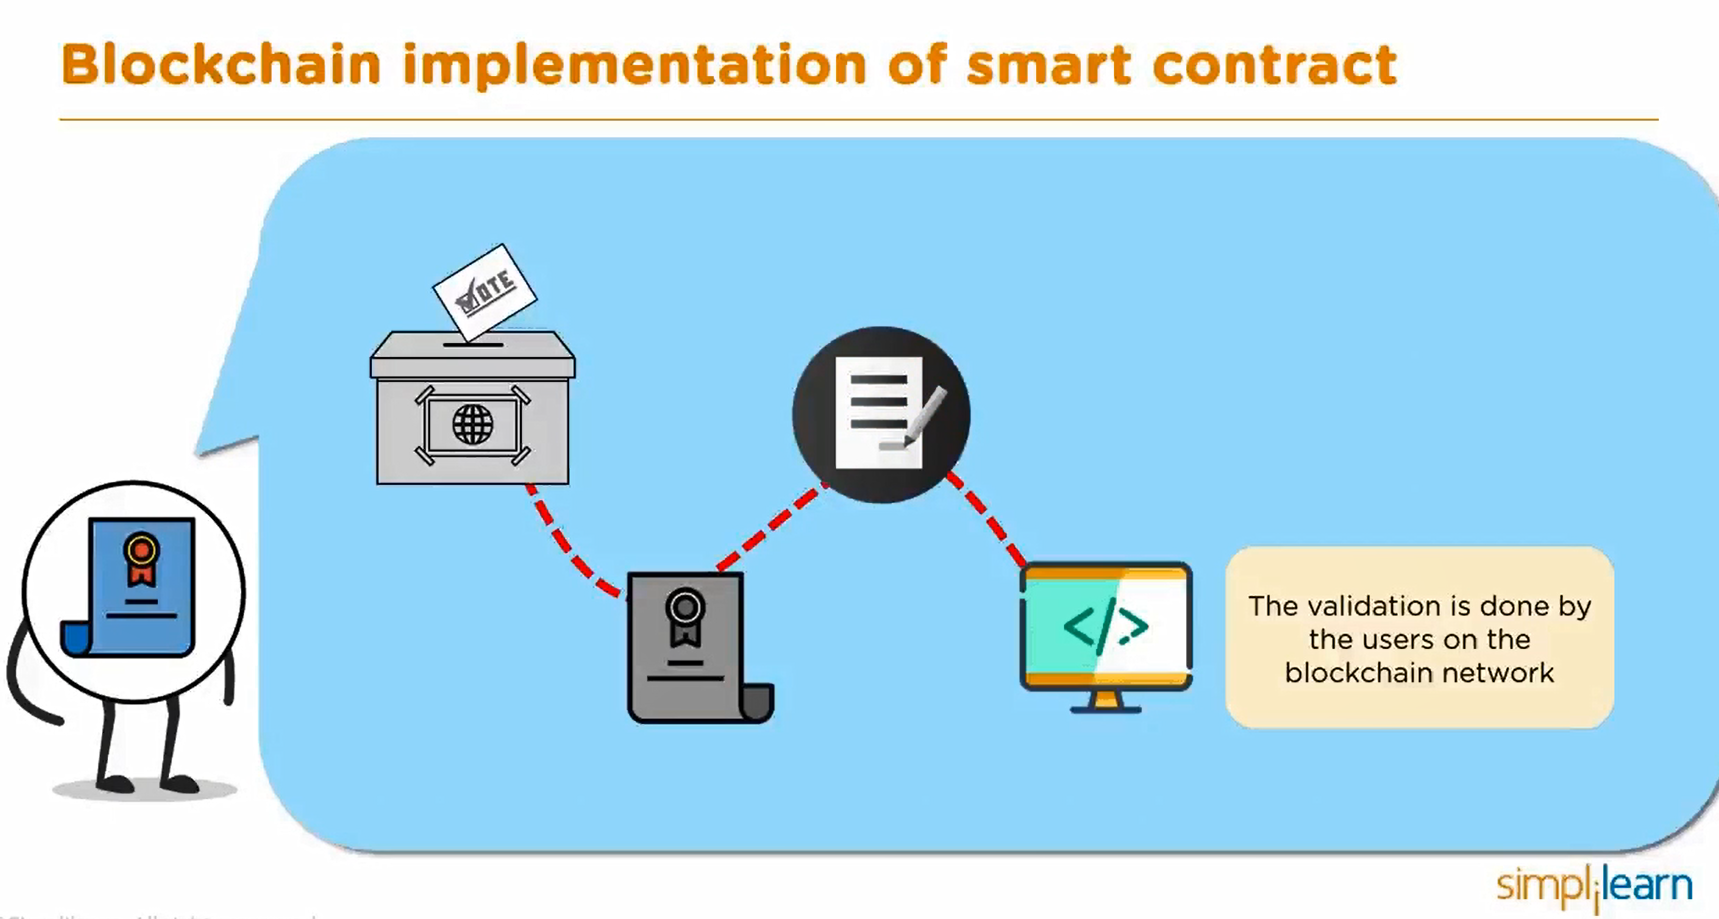 Blockchain implementation of smart contract
VOTE
</>
The validation is done by
the users on the
blockchain network
simplilearn